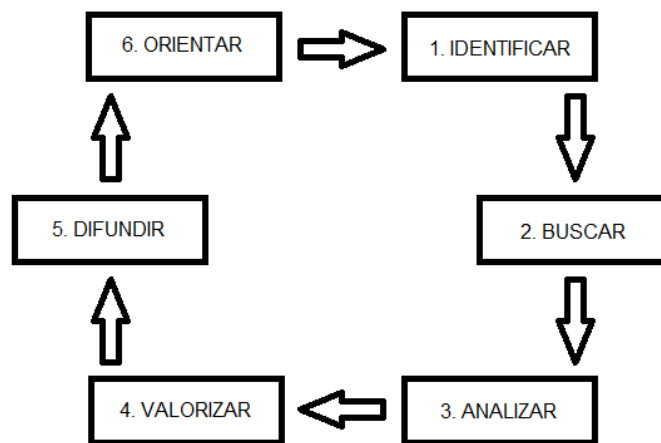 6. ORIENTAR
1. IDENTIFICAR
5. DIFUNDIR
2. BUSCAR
4. VALORIZAR
3. ANALIZAR